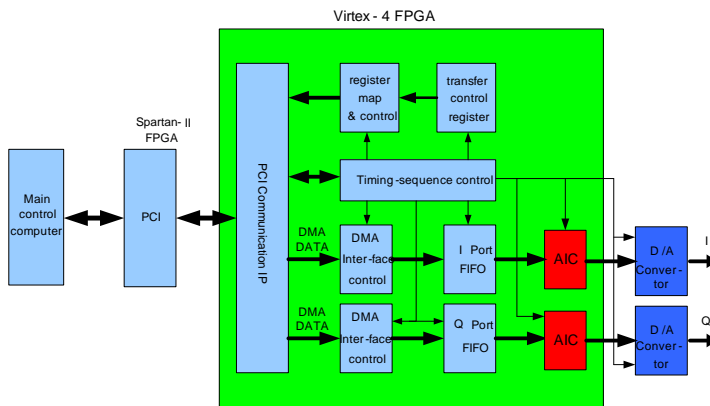 Virtex - 4 FPGA
Spartan- II
FPGA
Main
control
computer
PCI
PCI Communication IP
register
map
& control
transfer
control
register
Timing-sequence control
DMA
DATA
DMA
Inter-face
control
I Port
FIFO
AIC
D /A
Conver-
tor
I
DMA
DATA
DMA
Inter-face
control
Q Port
FIFO
AIC
D /A
Conver-
tor
Q